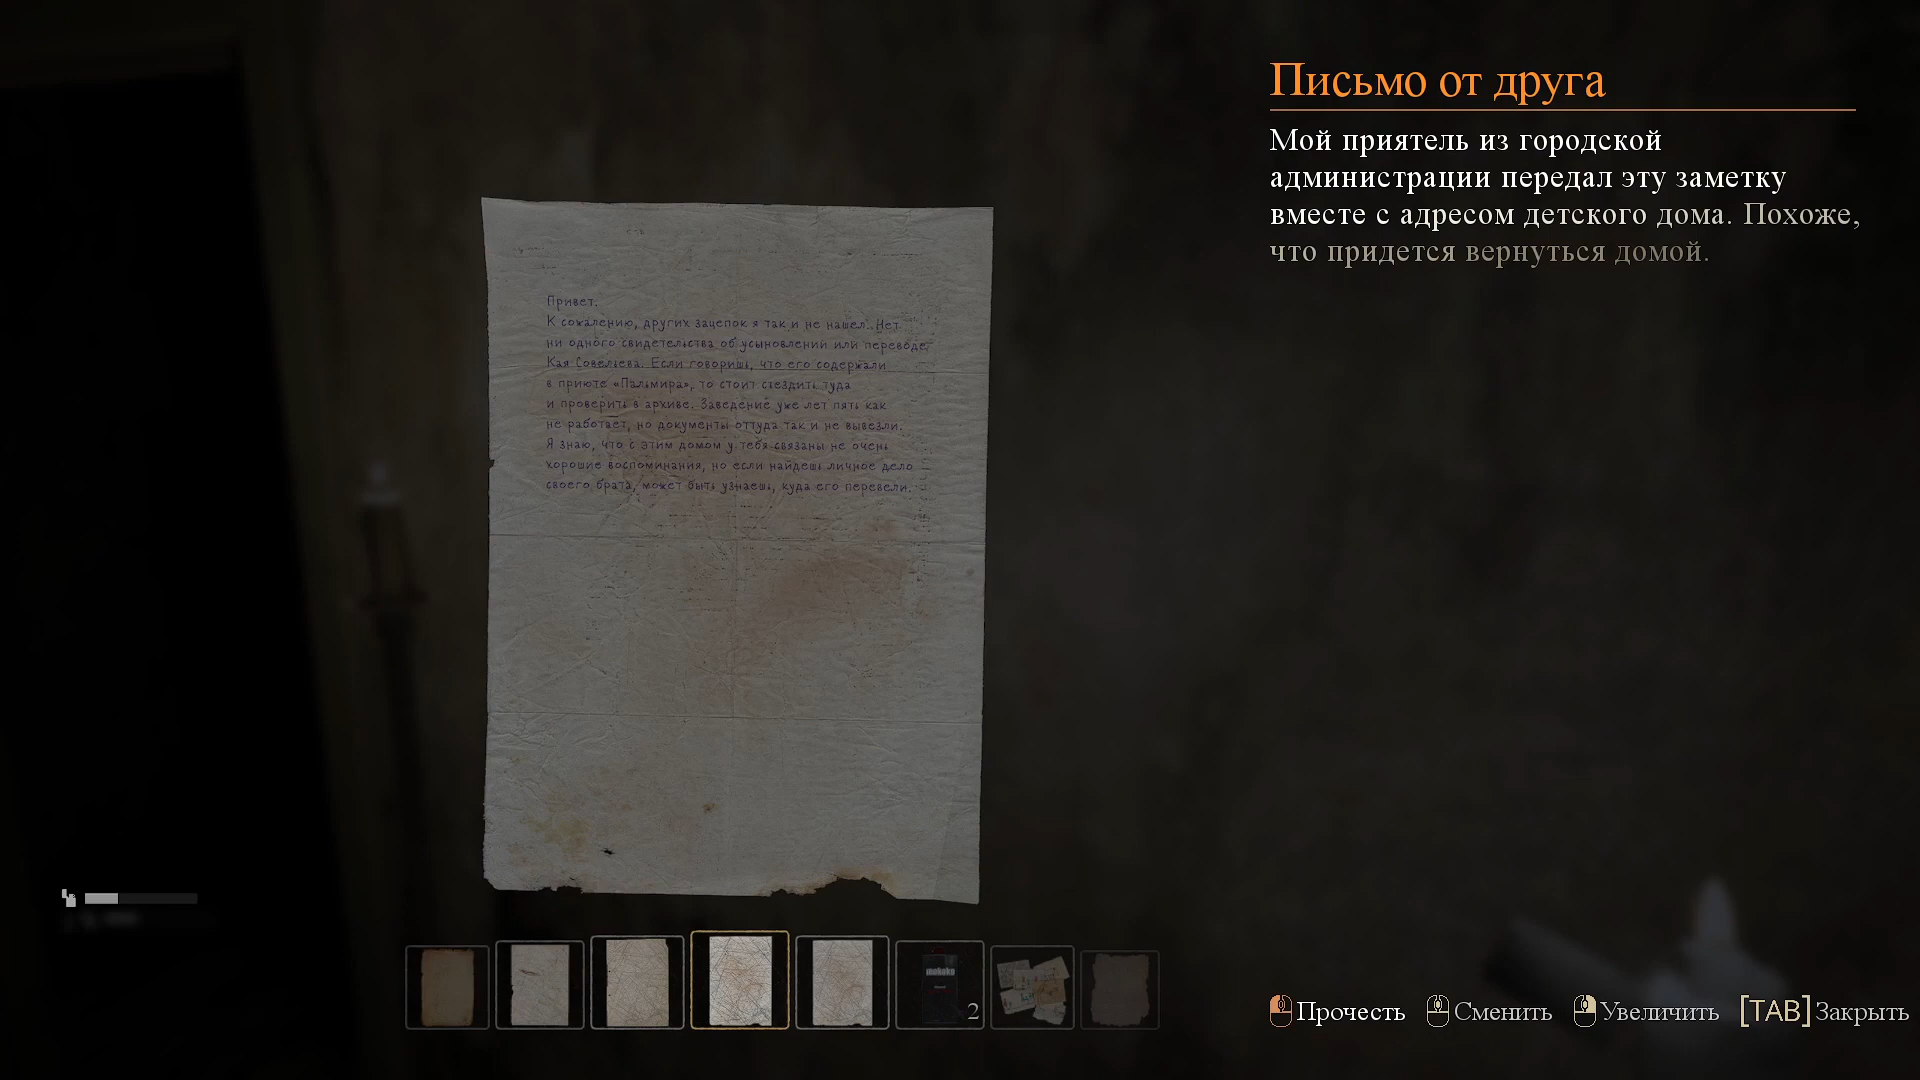 Письмо от друга
Мой приятель из городской
администрации передал эту заметку
вместе с адресом детского дома. Похоже,
что придется вернуться домой.
Привет.
К сожалению, других зацепок я так и не нашел. Нет
ни одного свидетельства об усыновлении или переводе
Кая Совельева. Если говоришь, что его содержали
в приюте «Пальмира», то стоит съездить туда
и проверить в архиве. Заведение уже лет пять как
не работает, но документы оттуда так и не вывезли.
Я знаю, что с этим домом у тебя связаны не очень
хорошие воспоминания, но если найдешь личное дело
своего брата, может быть узнаешь, куда его перевели.
2
Прочесть
Сменить
Увеличить
[TAB] Закрыть